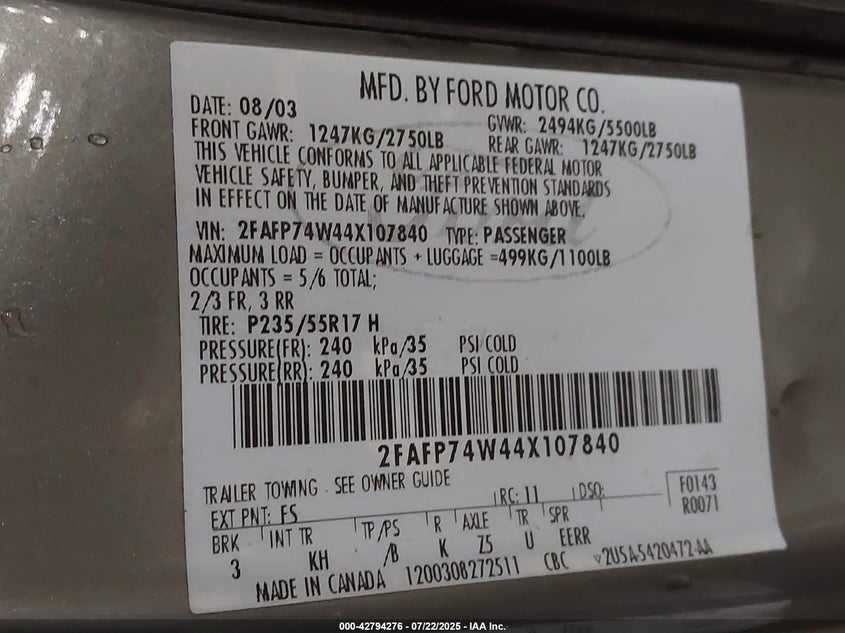 MFD. BY FORD MOTOR CO.
DATE: 08/03 GVWR: 2494KG/5500LB
FRONT GAWR: 1247KG/2750LB REAR GAWR: 1247KG/2750LB
THIS VEHICLE CONFORMS TO ALL APPLICABLE FEDERAL MOTOR
VEHICLE SAFETY, BUMPER, AND THEFT PREVENTION STANDARDS
IN EFFECT ON THE DATE OF MANUFACTURE SHOWN ABOVE.
VIN: 2FAFP74W44X107840 TYPE: PASSENGER
MAXIMUM LOAD = OCCUPANTS + LUGGAGE =499KG/1100LB
OCCUPANTS = 5/6 TOTAL;
2/3 FR, 3 RR
TIRE: P235/55R17 H
PRESSURE(FR): 240 kPa/35 PSI COLD
PRESSURE(RR): 240 kPa/35 PSI COLD
2FAFP74W44X107840
TRAILER TOWING - SEE OWNER GUIDE
EXT PNT: FS RC: 11 DSO: F0143
R0071
BRK INT TR TP/PS R AXLE TR SPR
3 KH /B K Z5 U EERR
MADE IN CANADA 1200308272511 CBC 2U5A-5420472-AA
000-42794276 - 07/22/2025 - IAA Inc.